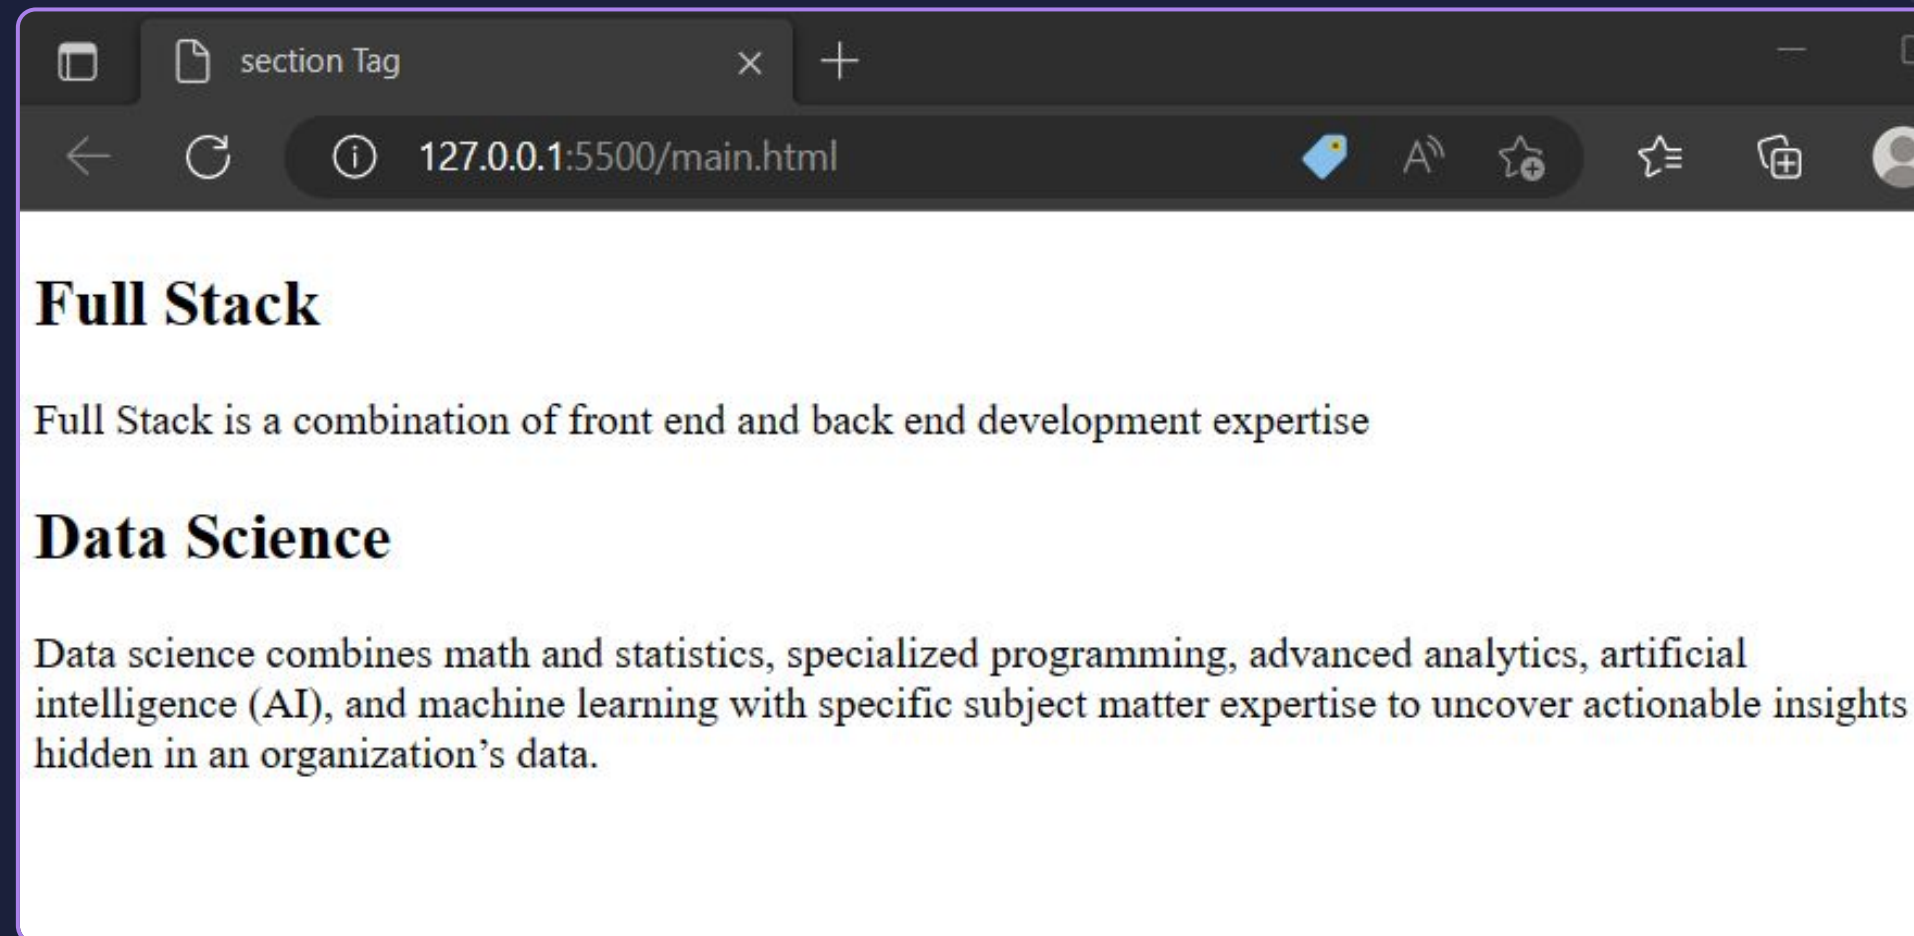 section Tag
127.0.0.1:5500/main.html
Full Stack
Full Stack is a combination of front end and back end development expertise
Data Science
Data science combines math and statistics, specialized programming, advanced analytics, artificial
intelligence (AI), and machine learning with specific subject matter expertise to uncover actionable insights
hidden in an organization’s data.